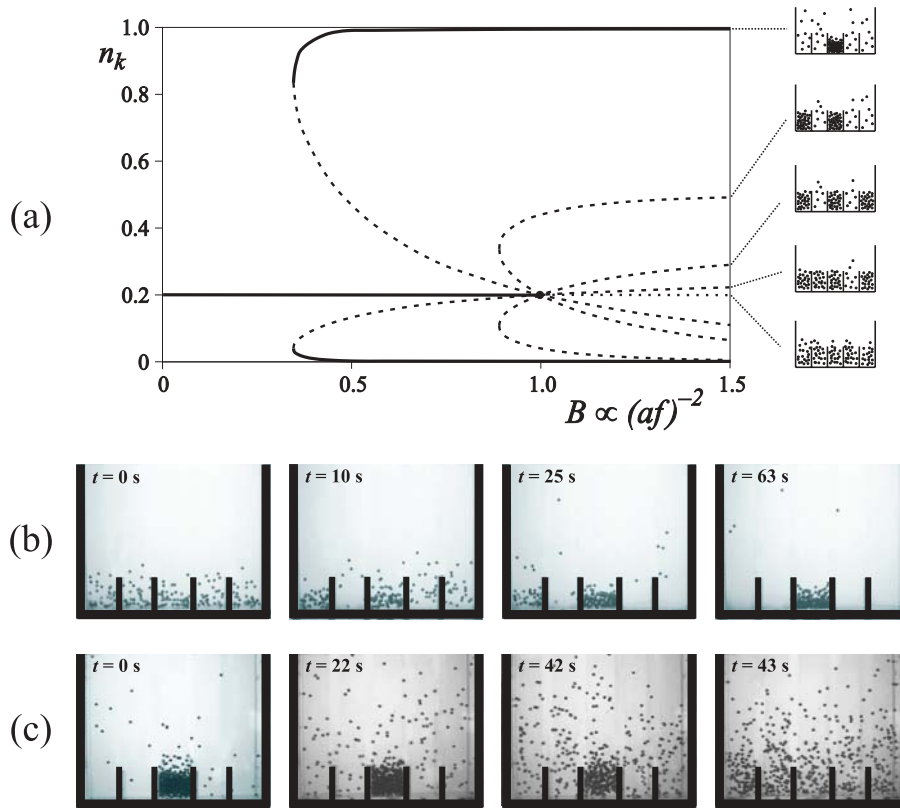 (a)
n_k
1.0
0.8
0.6
0.4
0.2
0
0
0.5
1.0
1.5
B ∝ (af)⁻²
(b)
t = 0 s
t = 10 s
t = 25 s
t = 63 s
(c)
t = 0 s
t = 22 s
t = 42 s
t = 43 s